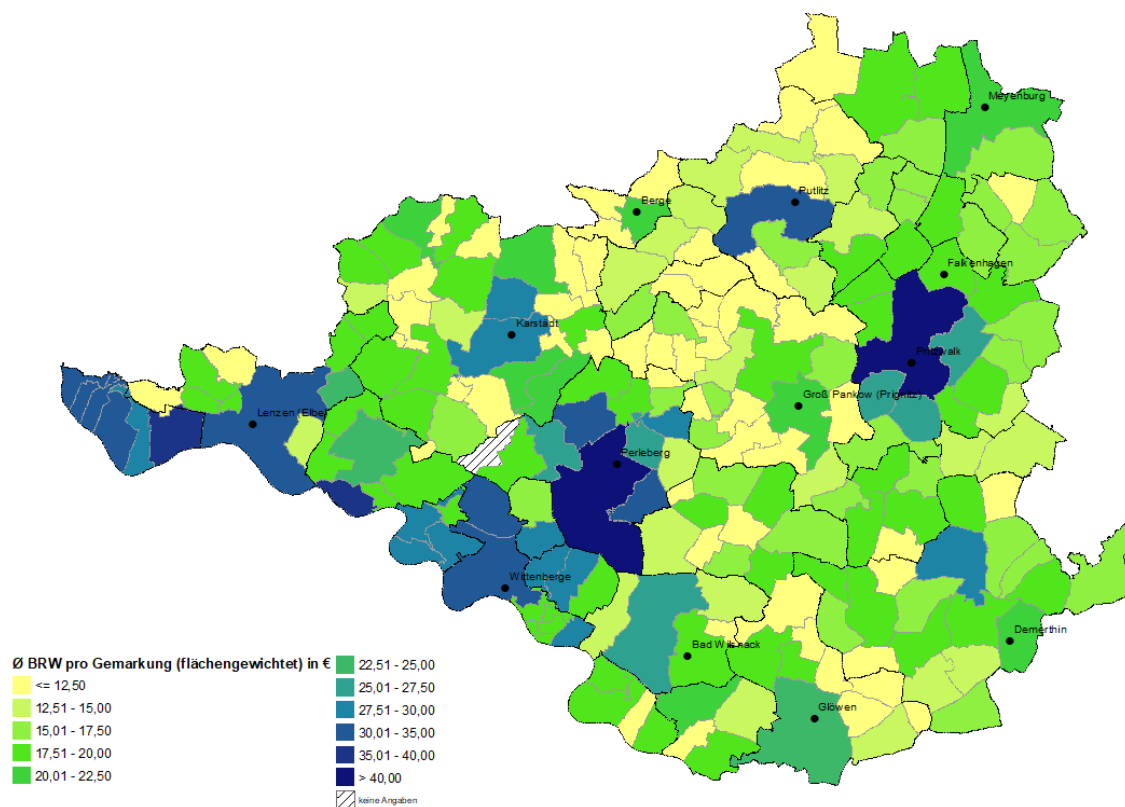 Meyenburg
Putlitz
Berge
Falkenhagen
Karstädt
Pritzwalk
Groß Pankow (Prignitz)
Lenzen (Elbe)
Perleberg
Wittenberge
Demerthin
Bad Wilsnack
Glöwen
Ø BRW pro Gemarkung (flächengewichtet) in €
<= 12,50
12,51 - 15,00
15,01 - 17,50
17,51 - 20,00
20,01 - 22,50
22,51 - 25,00
25,01 - 27,50
27,51 - 30,00
30,01 - 35,00
35,01 - 40,00
> 40,00
keine Angaben